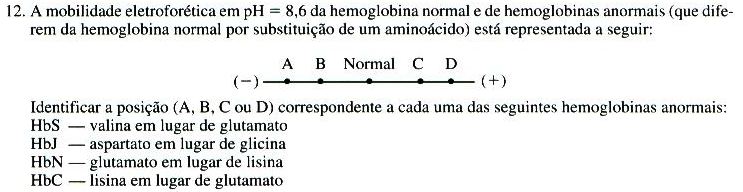 12. A mobilidade eletroforética em pH = 8,6 da hemoglobina normal e de hemoglobinas anormais (que dife-
rem da hemoglobina normal por substituição de um aminoácido) está representada a seguir:
A B Normal C D
(−) (+)
Identificar a posição (A, B, C ou D) correspondente a cada uma das seguintes hemoglobinas anormais:
HbS — valina em lugar de glutamato
HbJ — aspartato em lugar de glicina
HbN — glutamato em lugar de lisina
HbC — lisina em lugar de glutamato